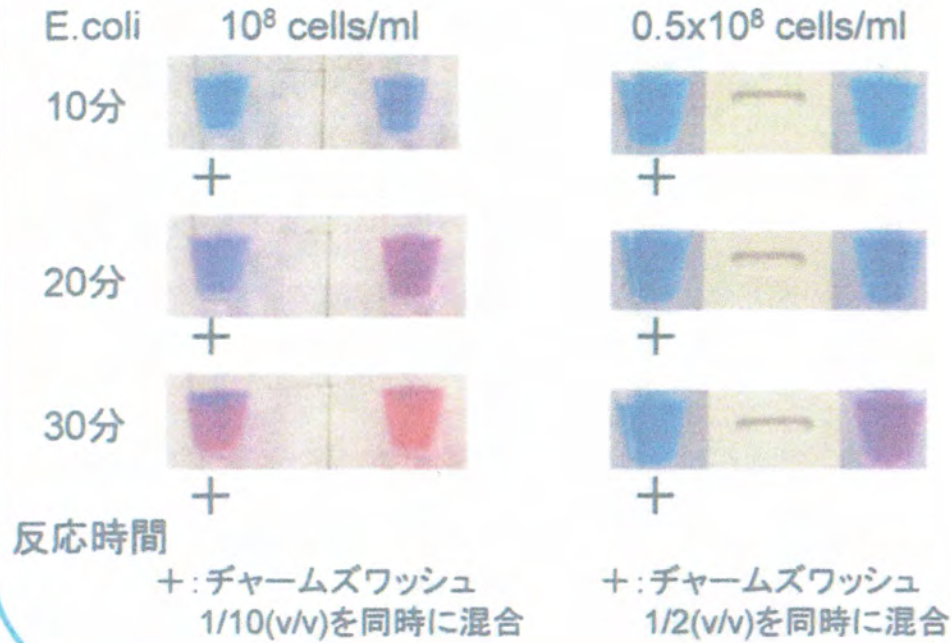 E.coli 10⁸ cells/ml 0.5x10⁸ cells/ml
10分
+ +
20分
+ +
30分
+ +
反応時間
+:チャームズワッシュ +:チャームズワッシュ
1/10(v/v)を同時に混合 1/2(v/v)を同時に混合